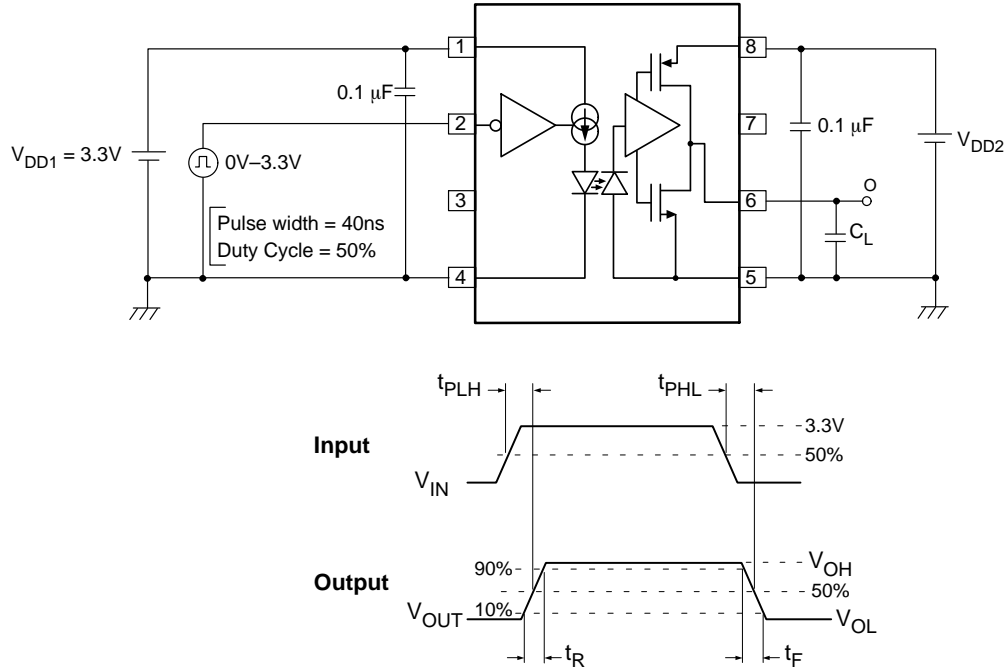 1
8
0.1 μF
2
7
0.1 μF
V_DD2
V_DD1 = 3.3V
0V–3.3V
3
6
O
Pulse width = 40ns
Duty Cycle = 50%
C_L
4
5
t_PLH
t_PHL
Input
3.3V
50%
V_IN
Output
90%
V_OH
50%
V_OUT
10%
V_OL
t_R
t_F